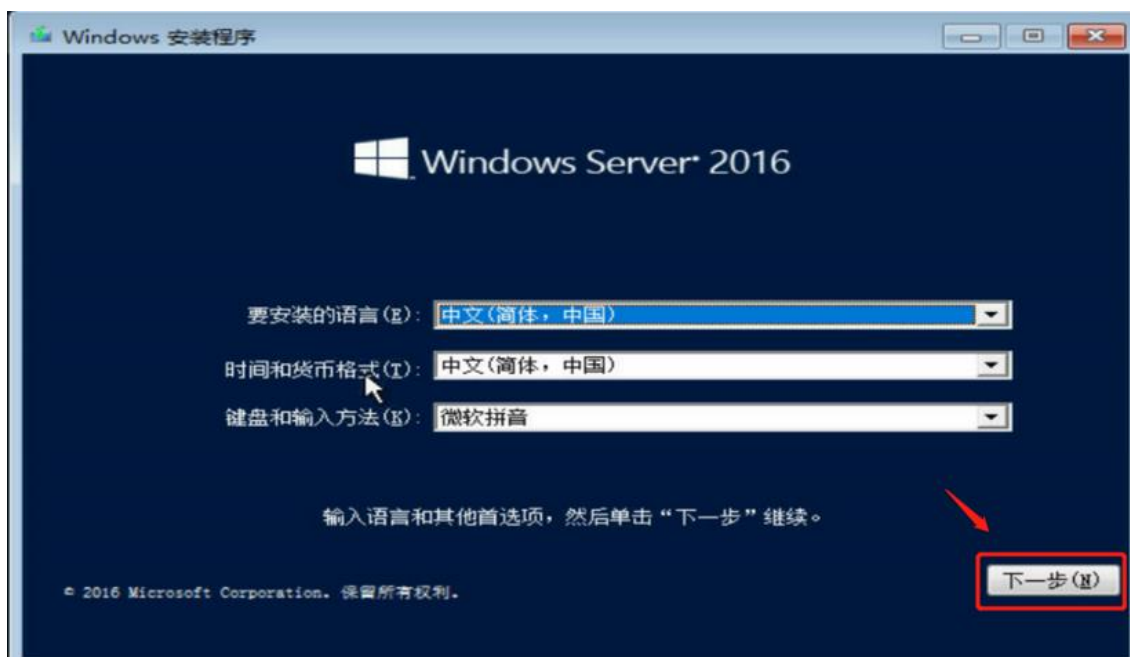 Windows 安装程序
Windows Server 2016
要安装的语言(E): 中文(简体，中国)
时间和货币格式(T): 中文(简体，中国)
键盘和输入方法(K): 微软拼音
输入语言和其他首选项，然后单击“下一步”继续。
下一步(N)
© 2016 Microsoft Corporation。保留所有权利。